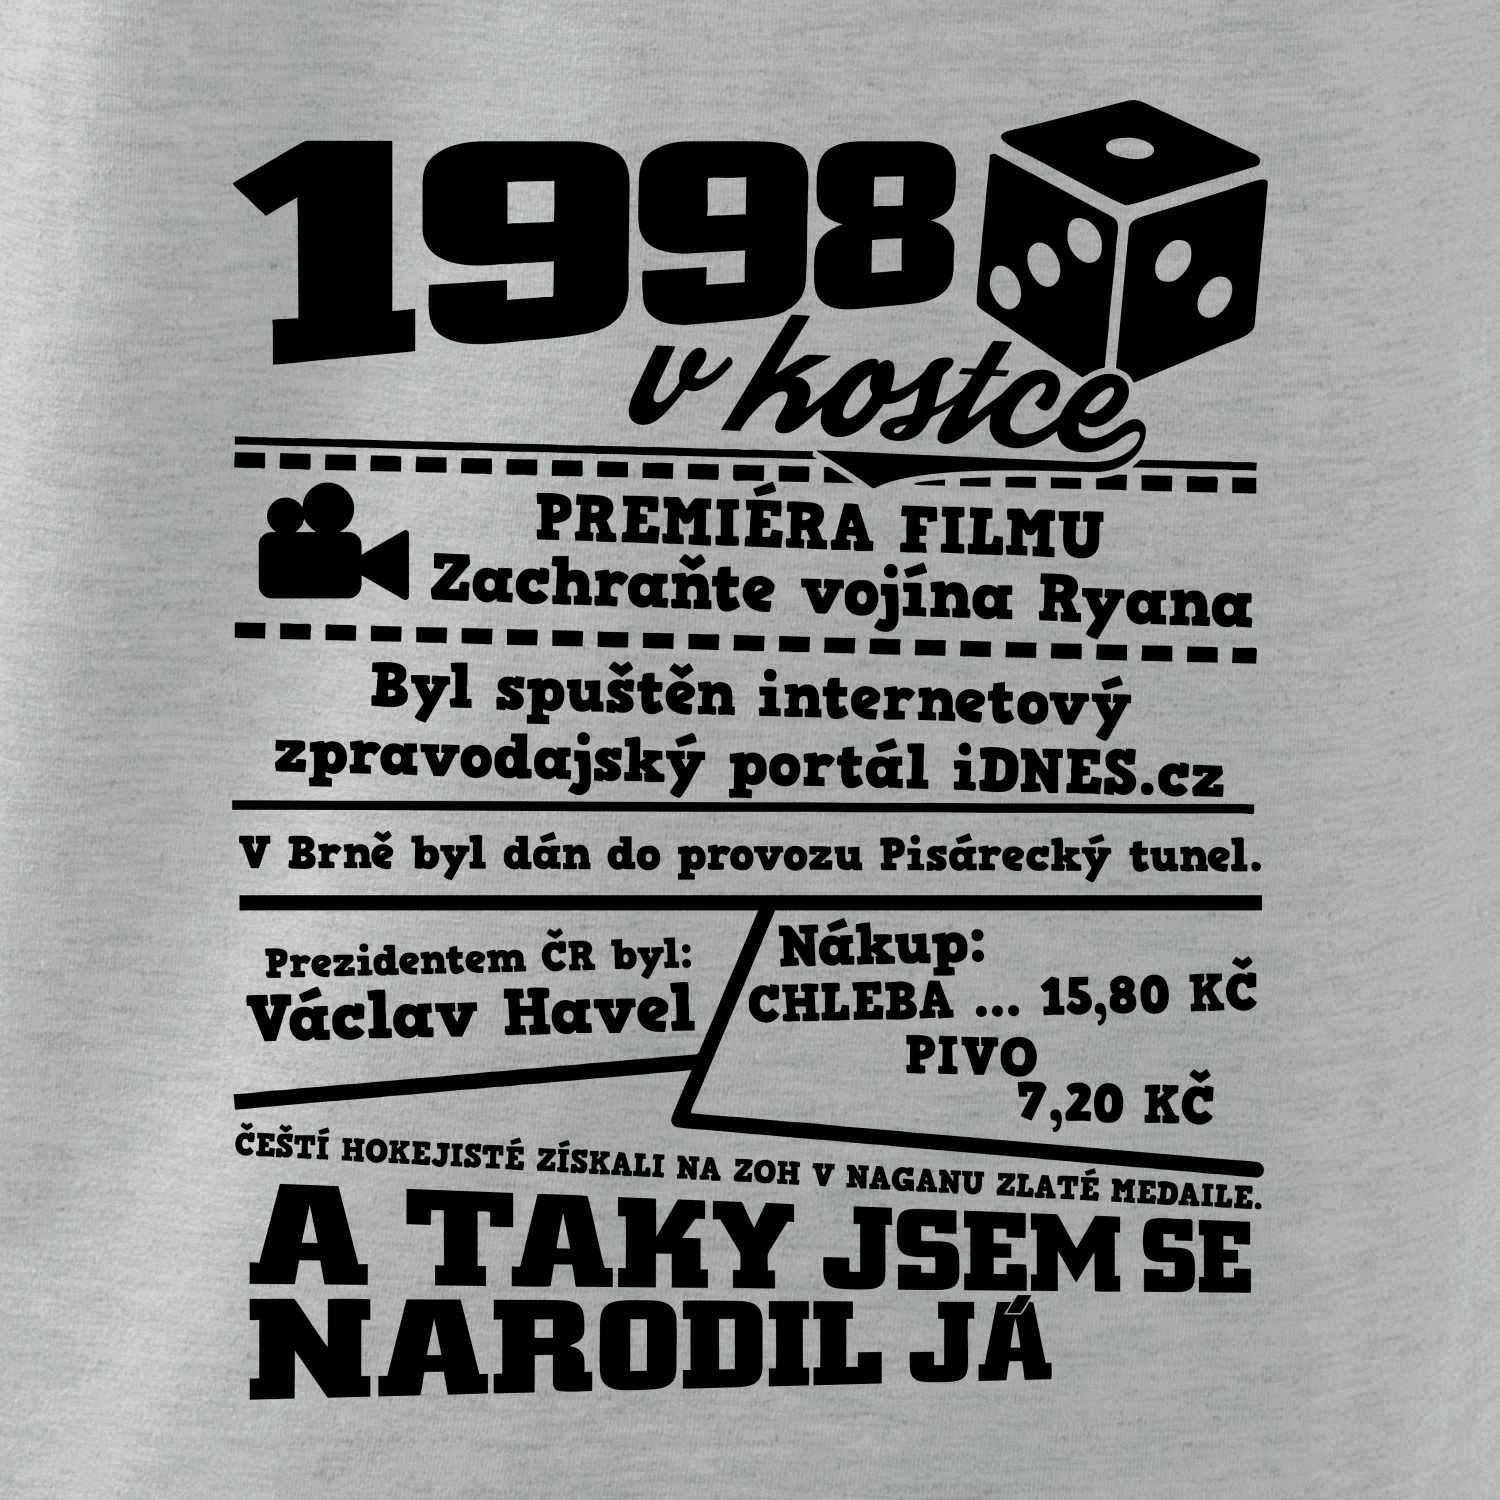 1998
v kostce
PREMIÉRA FILMU
Zachraňte vojína Ryana
Byl spuštěn internetový
zpravodajský portál iDNES.cz
V Brně byl dán do provozu Pisárecký tunel.
Prezidentem ČR byl:
Václav Havel
Nákup:
CHLEBA ... 15,80 KČ
PIVO
7,20 KČ
ČEŠTÍ HOKEJISTÉ ZÍSKALI NA ZOH V NAGANU ZLATÉ MEDAILE.
A TAKY JSEM SE
NARODIL JÁ